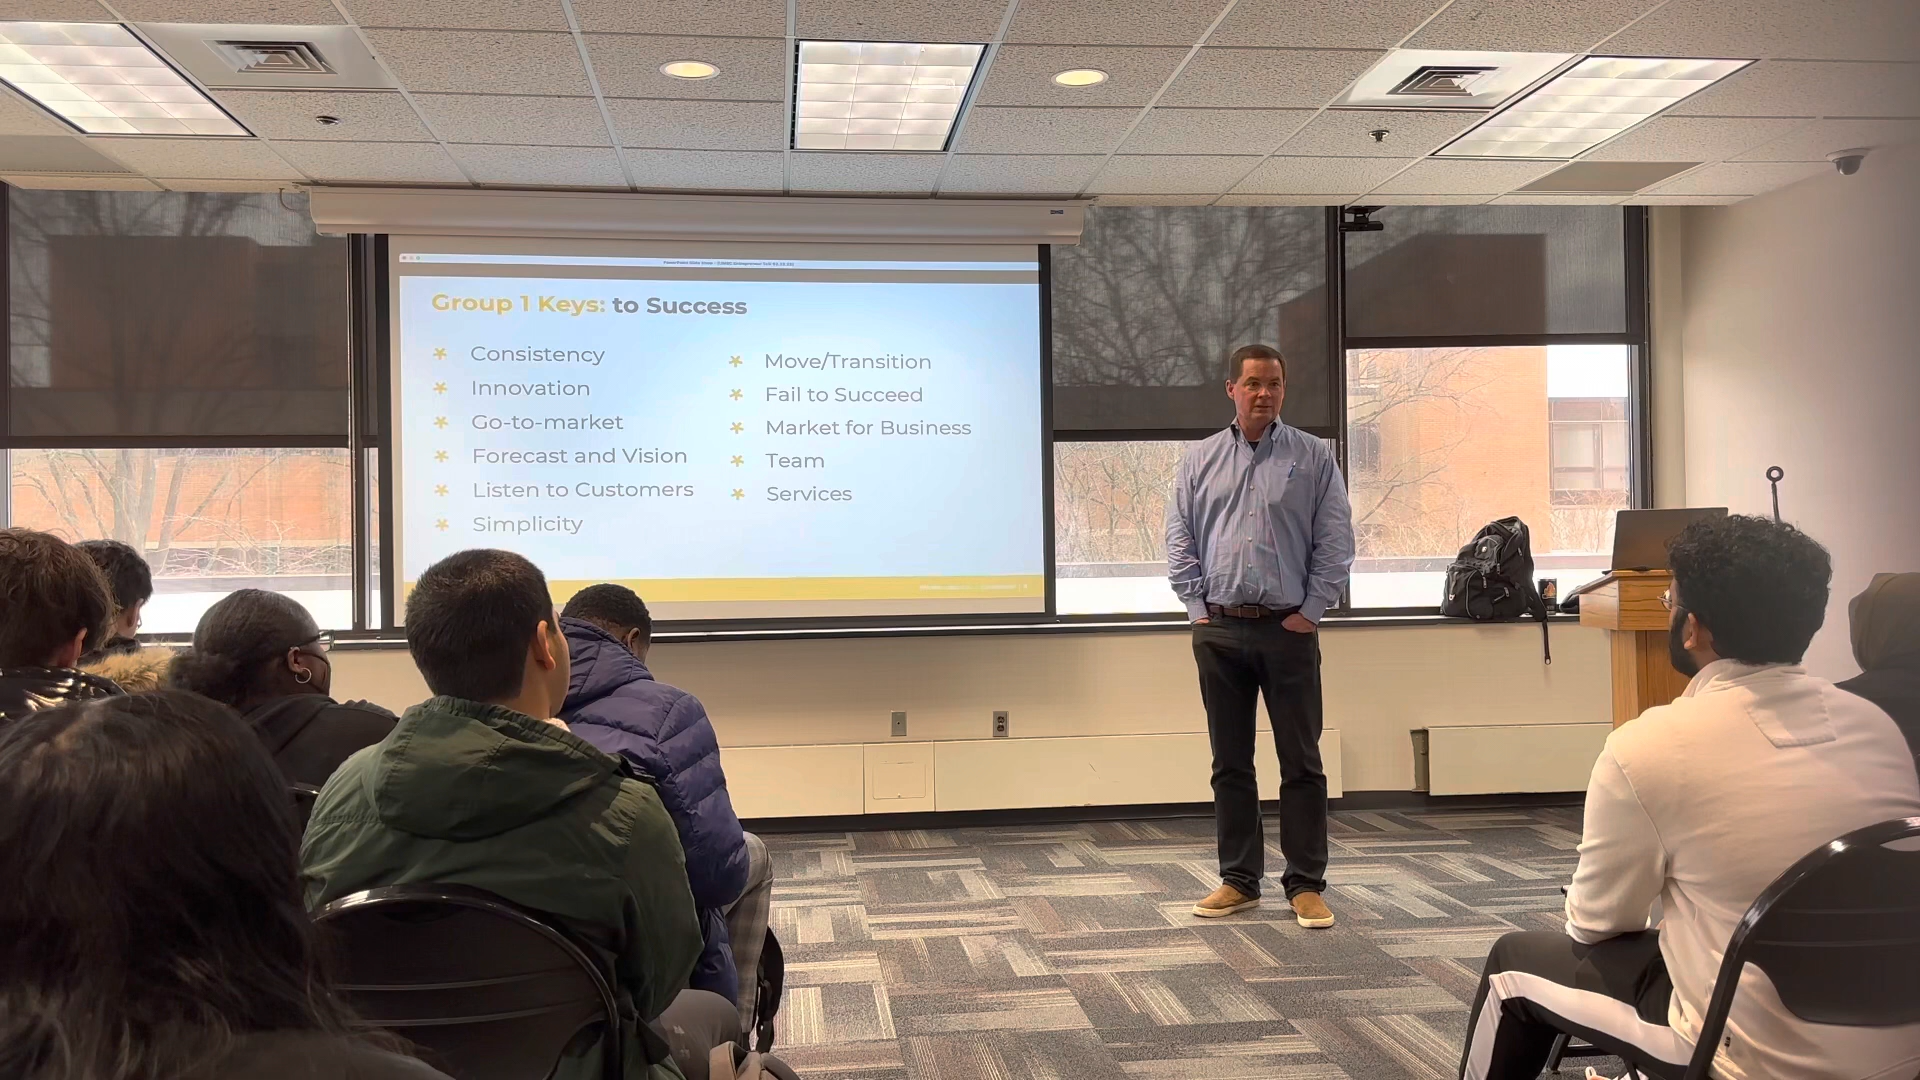 Group 1 Keys: to Success
Consistency
Innovation
Go-to-market
Forecast and Vision
Listen to Customers
Simplicity
Move/Transition
Fail to Succeed
Market for Business
Team
Services